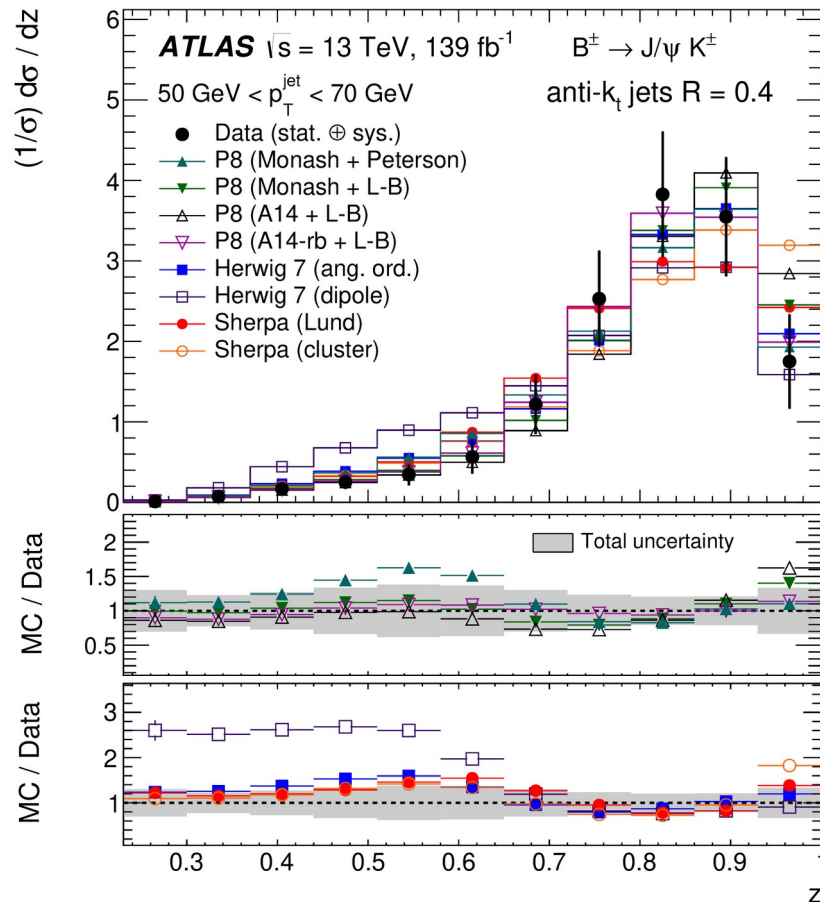 (1/σ) dσ / dz
ATLAS √s = 13 TeV, 139 fb⁻¹ B± → J/ψ K±
50 GeV < p_T^jet < 70 GeV anti-k_t jets R = 0.4
Data (stat. ⊕ sys.)
P8 (Monash + Peterson)
P8 (Monash + L-B)
P8 (A14 + L-B)
P8 (A14-rb + L-B)
Herwig 7 (ang. ord.)
Herwig 7 (dipole)
Sherpa (Lund)
Sherpa (cluster)
6
5
4
3
2
1
0
MC / Data
Total uncertainty
2
1.5
1
0.5
MC / Data
3
2
1
0.3 0.4 0.5 0.6 0.7 0.8 0.9 1
z